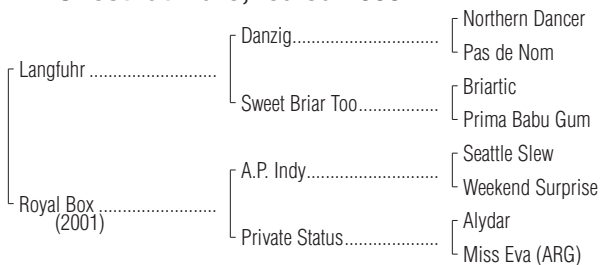 Northern Dancer
Danzig
Pas de Nom
Langfuhr
Briartic
Sweet Briar Too
Prima Babu Gum
Seattle Slew
A.P. Indy
Weekend Surprise
Royal Box
(2001)
Alydar
Private Status
Miss Eva (ARG)